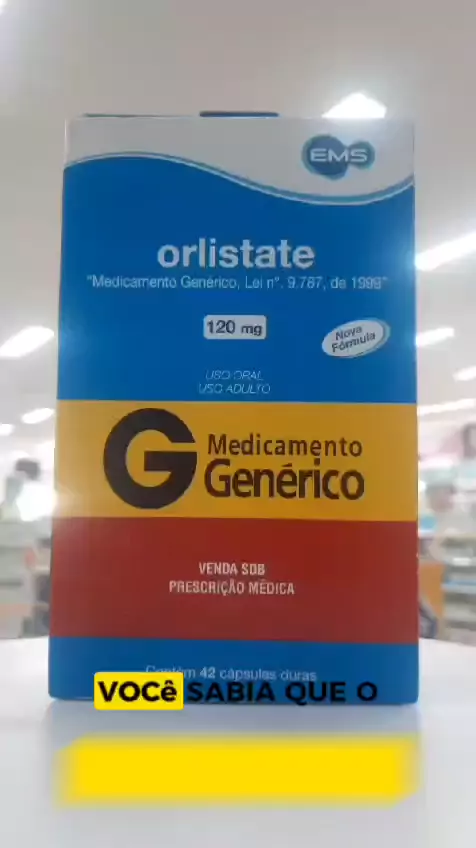 EMS
orlistate
"Medicamento Genérico, Lei nº. 9.787, de 1999"
120 mg
Nova
Fórmula
USO ORAL
USO ADULTO
G Medicamento
Genérico
VENDA SOB
PRESCRIÇÃO MÉDICA
Contém 42 cápsulas duras
VOCê SABIA QUE O